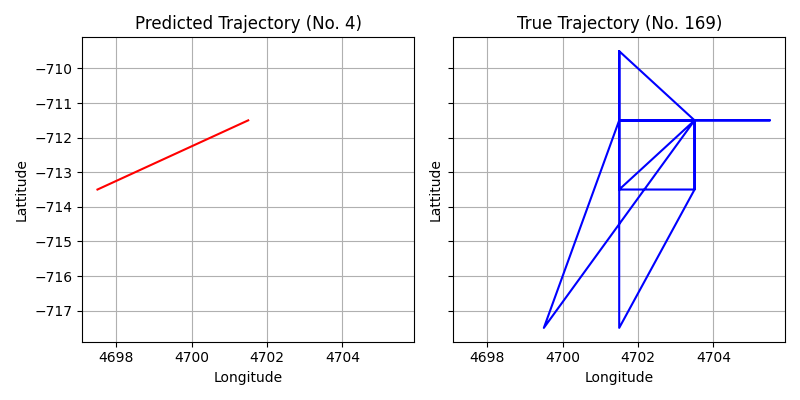 Predicted Trajectory (No. 4)
True Trajectory (No. 169)
Lattitude
−710
−711
−712
−713
−714
−715
−716
−717
4698
4700
4702
4704
Longitude
Lattitude
4698
4700
4702
4704
Longitude